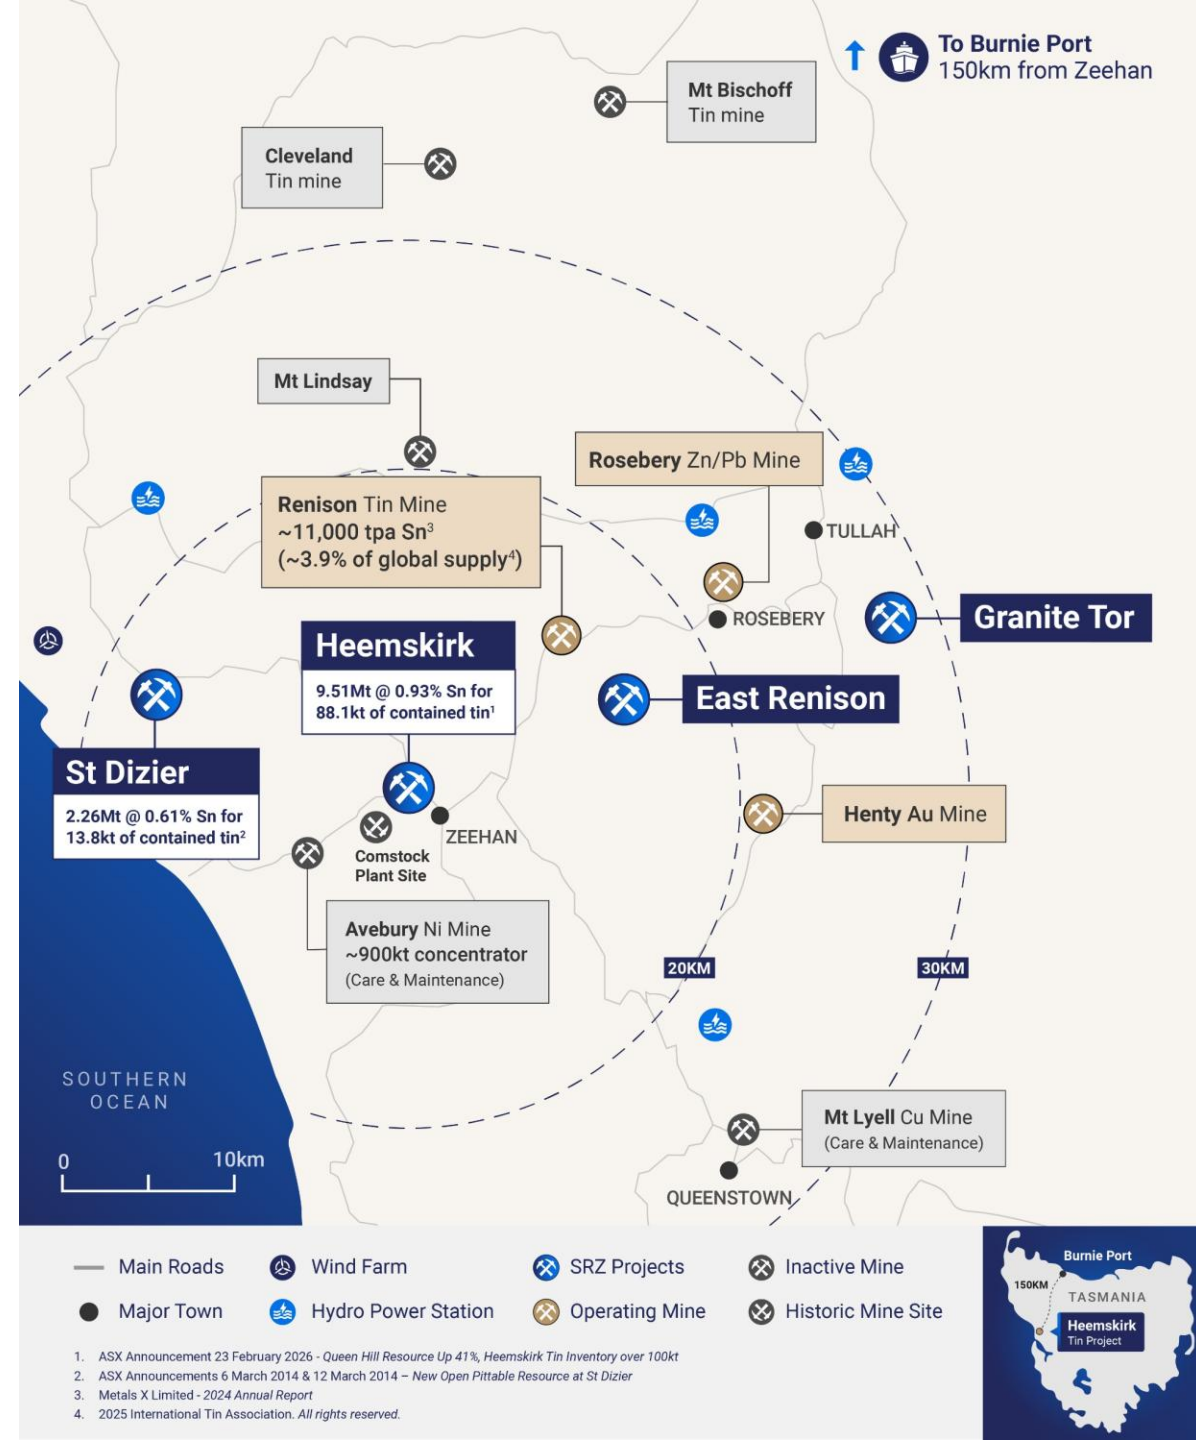 To Burnie Port
150km from Zeehan
Mt Bischoff
Tin mine
Cleveland
Tin mine
Mt Lindsay
Rosebery Zn/Pb Mine
Renison Tin Mine
~11,000 tpa Sn³
(~3.9% of global supply⁴)
TULLAH
ROSEBERY
Granite Tor
Heemskirk
9.51Mt @ 0.93% Sn for
88.1kt of contained tin¹
East Renison
St Dizier
2.26Mt @ 0.61% Sn for
13.8kt of contained tin²
Henty Au Mine
ZEEHAN
Comstock
Plant Site
Avebury Ni Mine
~900kt concentrator
(Care & Maintenance)
20KM
30KM
SOUTHERN
OCEAN
Mt Lyell Cu Mine
(Care & Maintenance)
0 10km
QUEENSTOWN
Main Roads
Wind Farm
SRZ Projects
Inactive Mine
Major Town
Hydro Power Station
Operating Mine
Historic Mine Site
Burnie Port
150KM
TASMANIA
Heemskirk
Tin Project
1. ASX Announcement 23 February 2026 - Queen Hill Resource Up 41%, Heemskirk Tin Inventory over 100kt
2. ASX Announcements 6 March 2014 & 12 March 2014 – New Open Pittable Resource at St Dizier
3. Metals X Limited - 2024 Annual Report
4. 2025 International Tin Association. All rights reserved.